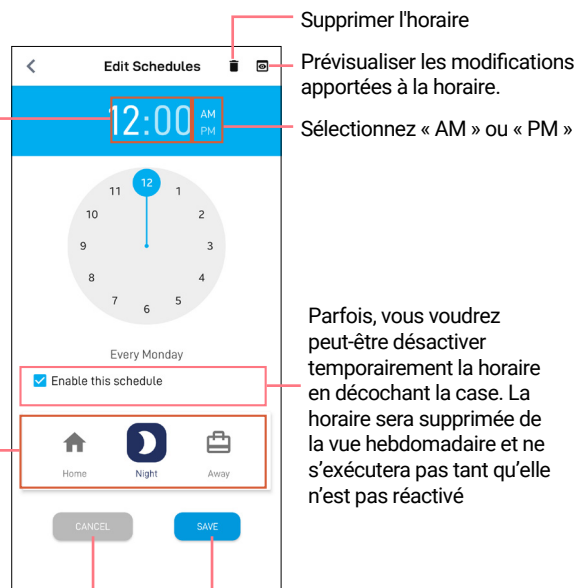 Supprimer l'horaire
Edit Schedules
Prévisualiser les modifications
apportées à la horaire.
12:00
AM
PM
Sélectionnez « AM » ou « PM »
12
1
2
3
4
5
6
7
8
9
10
11
Every Monday
Enable this schedule
Parfois, vous voudrez
peut-être désactiver
temporairement la horaire
en décochant la case. La
horaire sera supprimée de
la vue hebdomadaire et ne
s'exécutera pas tant qu'elle
n'est pas réactivé
Home Night Away
CANCEL SAVE